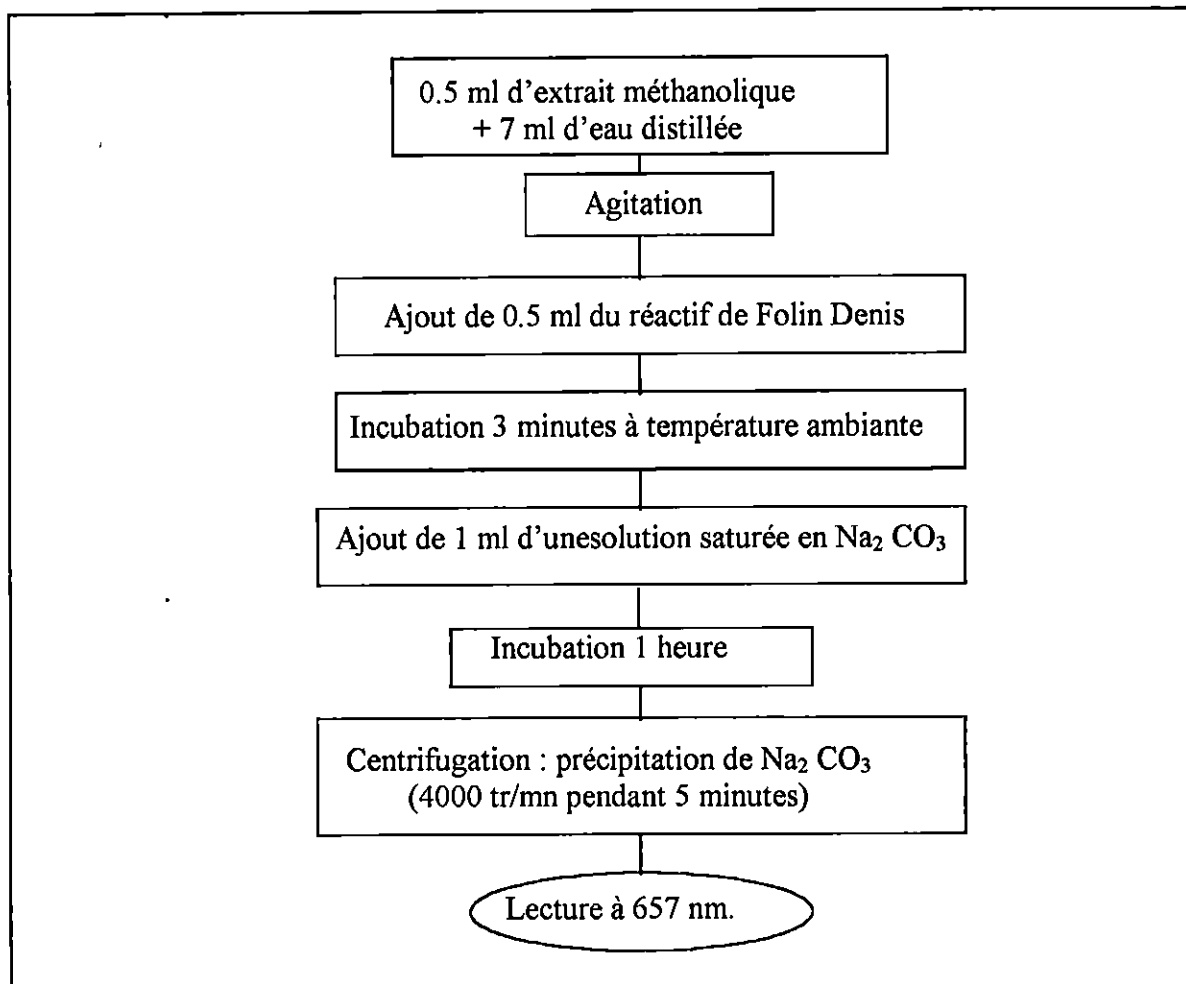 0.5 ml d'extrait méthanolique
+ 7 ml d'eau distillée
Agitation
Ajout de 0.5 ml du réactif de Folin Denis
Incubation 3 minutes à température ambiante
Ajout de 1 ml d'unesolution saturée en Na₂ CO₃
Incubation 1 heure
Centrifugation : précipitation de Na₂ CO₃
(4000 tr/mn pendant 5 minutes)
Lecture à 657 nm.